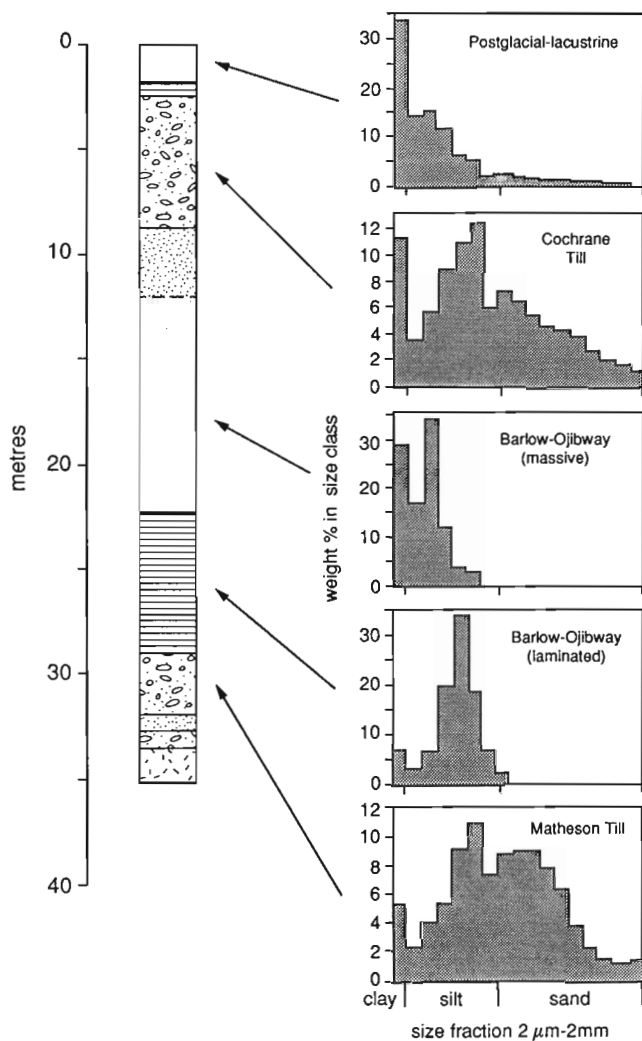 0
10
20
30
40
metres
weight % in size class
Postglacial-lacustrine
30
20
10
0
Cochrane
Till
12
10
8
6
4
2
0
Barlow-Ojibway
(massive)
30
20
10
0
Barlow-Ojibway
(laminated)
30
20
10
0
Matheson Till
12
10
8
6
4
2
0
clay silt sand
size fraction 2 μm-2mm